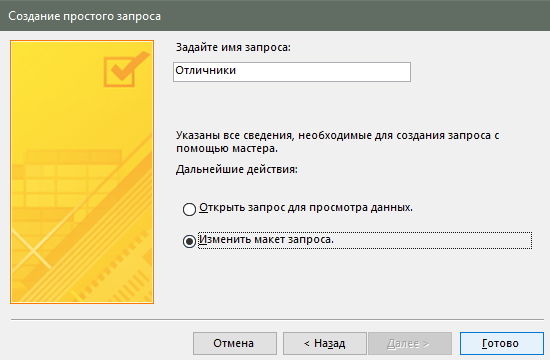 Создание простого запроса
Задайте имя запроса:
Отличники
Указаны все сведения, необходимые для создания запроса с
помощью мастера.
Дальнейшие действия:
Открыть запрос для просмотра данных.
Изменить макет запроса.
Отмена
< Назад
Далее >
Готово